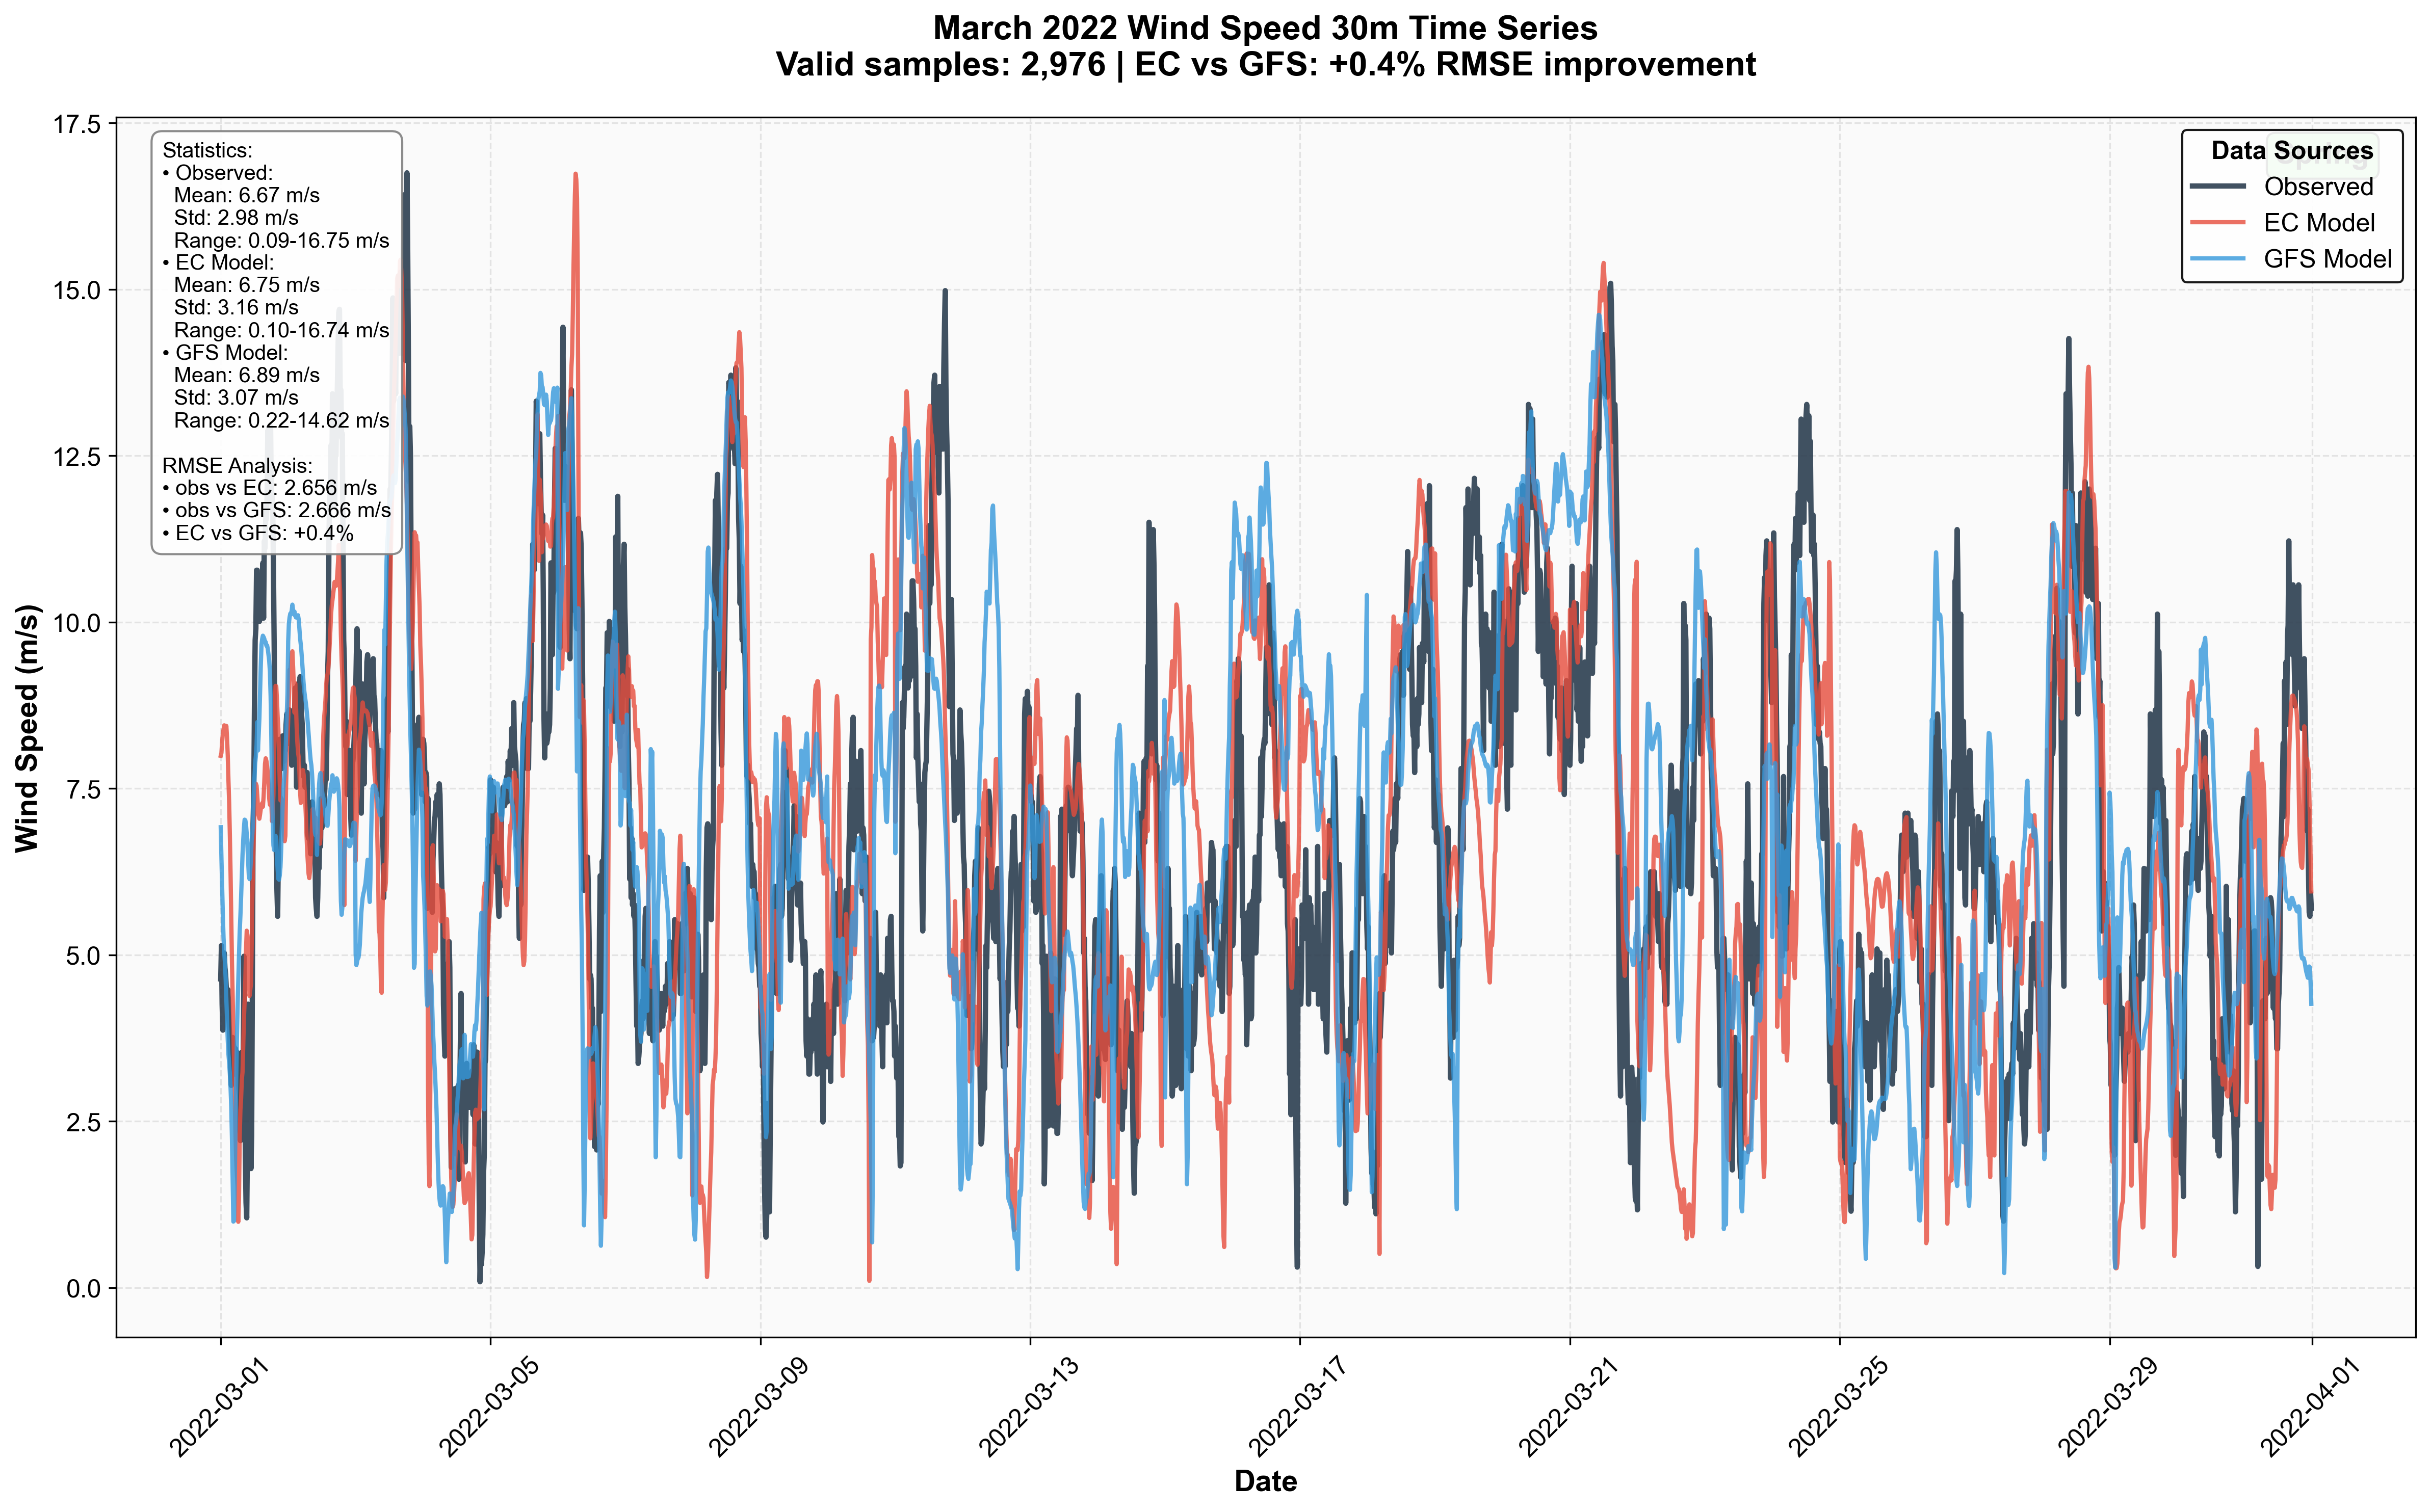 March 2022 Wind Speed 30m Time Series
Valid samples: 2,976 | EC vs GFS: +0.4% RMSE improvement
Wind Speed (m/s)
17.5
15.0
12.5
10.0
7.5
5.0
2.5
0.0
Statistics:
• Observed:
Mean: 6.67 m/s
Std: 2.98 m/s
Range: 0.09-16.75 m/s
• EC Model:
Mean: 6.75 m/s
Std: 3.16 m/s
Range: 0.10-16.74 m/s
• GFS Model:
Mean: 6.89 m/s
Std: 3.07 m/s
Range: 0.22-14.62 m/s
RMSE Analysis:
• obs vs EC: 2.656 m/s
• obs vs GFS: 2.666 m/s
• EC vs GFS: +0.4%
Data Sources
Observed
EC Model
GFS Model
2022-03-01
2022-03-05
2022-03-09
2022-03-13
2022-03-17
2022-03-21
2022-03-25
2022-03-29
2022-04-01
Date